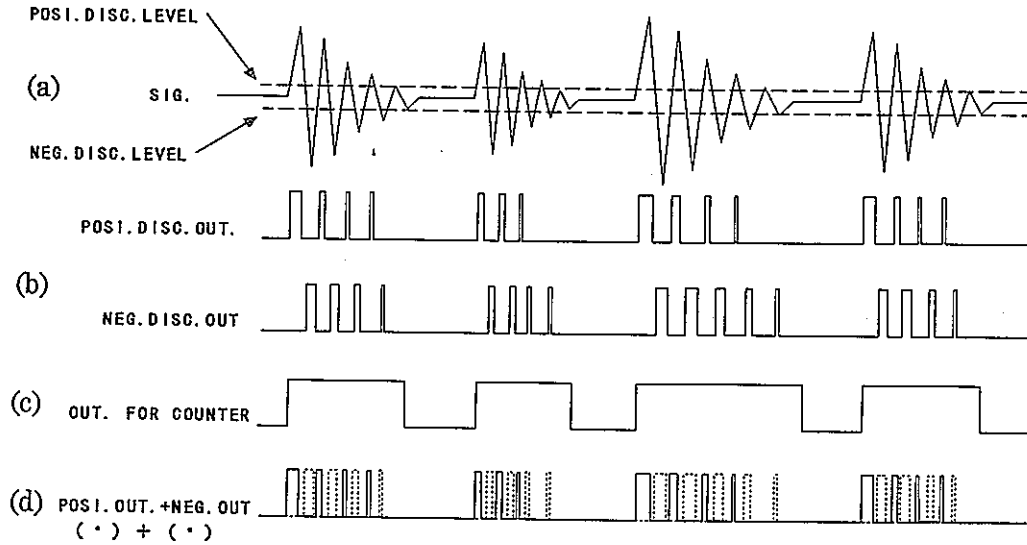 POSI.DISC.LEVEL
(a)
SIG.
NEG.DISC.LEVEL
POSI.DISC.OUT.
(b)
NEG.DISC.OUT
(c) OUT. FOR COUNTER
(d) POSI.OUT.+NEG.OUT
(・) + (・)